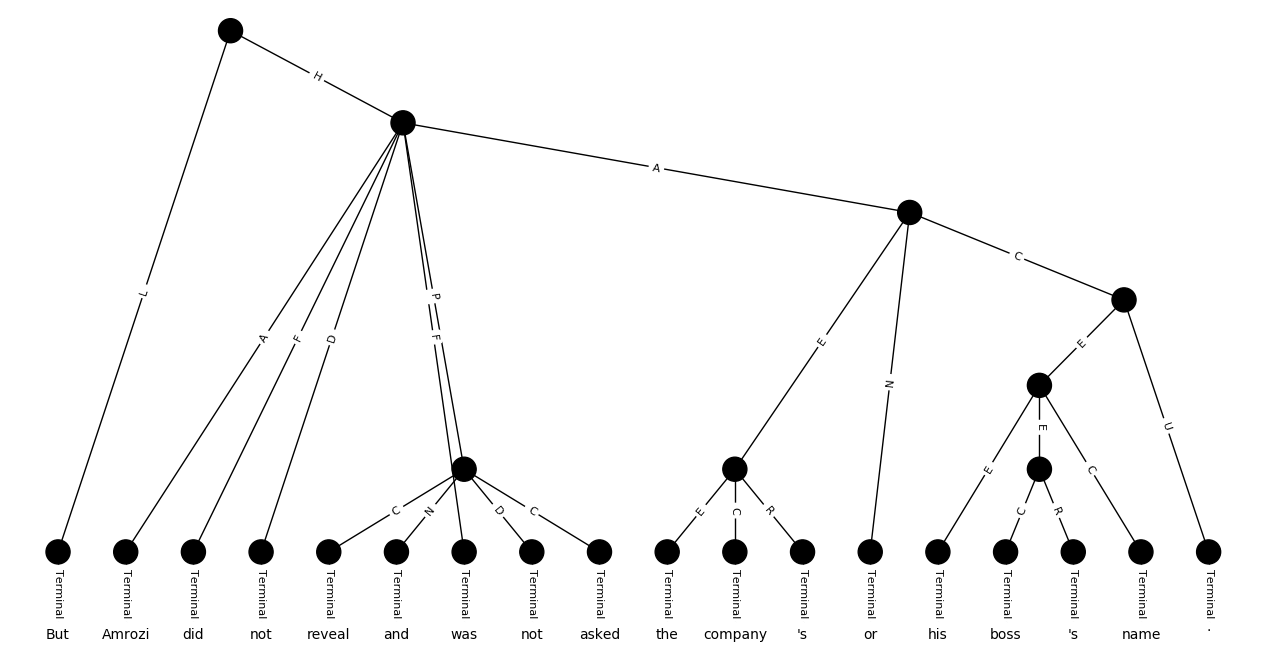 H
A
C
L
P
A F D F E N E
E
E C U
C N D C E C R C R
Terminal Terminal Terminal Terminal Terminal Terminal Terminal Terminal Terminal Terminal Terminal Terminal Terminal Terminal Terminal Terminal Terminal Terminal
But Amrozi did not reveal and was not asked the company 's or his boss 's name .